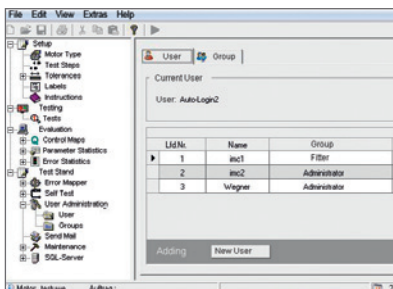 File Edit View Extras Help
Setup
Motor Type
Test Steps
Tolerances
Labels
Instructions
Testing
Tests
Evaluation
Control Maps
Parameter Statistics
Error Statistics
Test Stand
Error Mapper
Self Test
User Administration
User
Groups
Send Mail
Maintenance
SQL-Server
User Group
Current User
User: Auto-Login2
Lfd.Nr. Name Group
1 imc1 Fitter
2 imc2 Administrator
3 Wegner Administrator
Adding New User